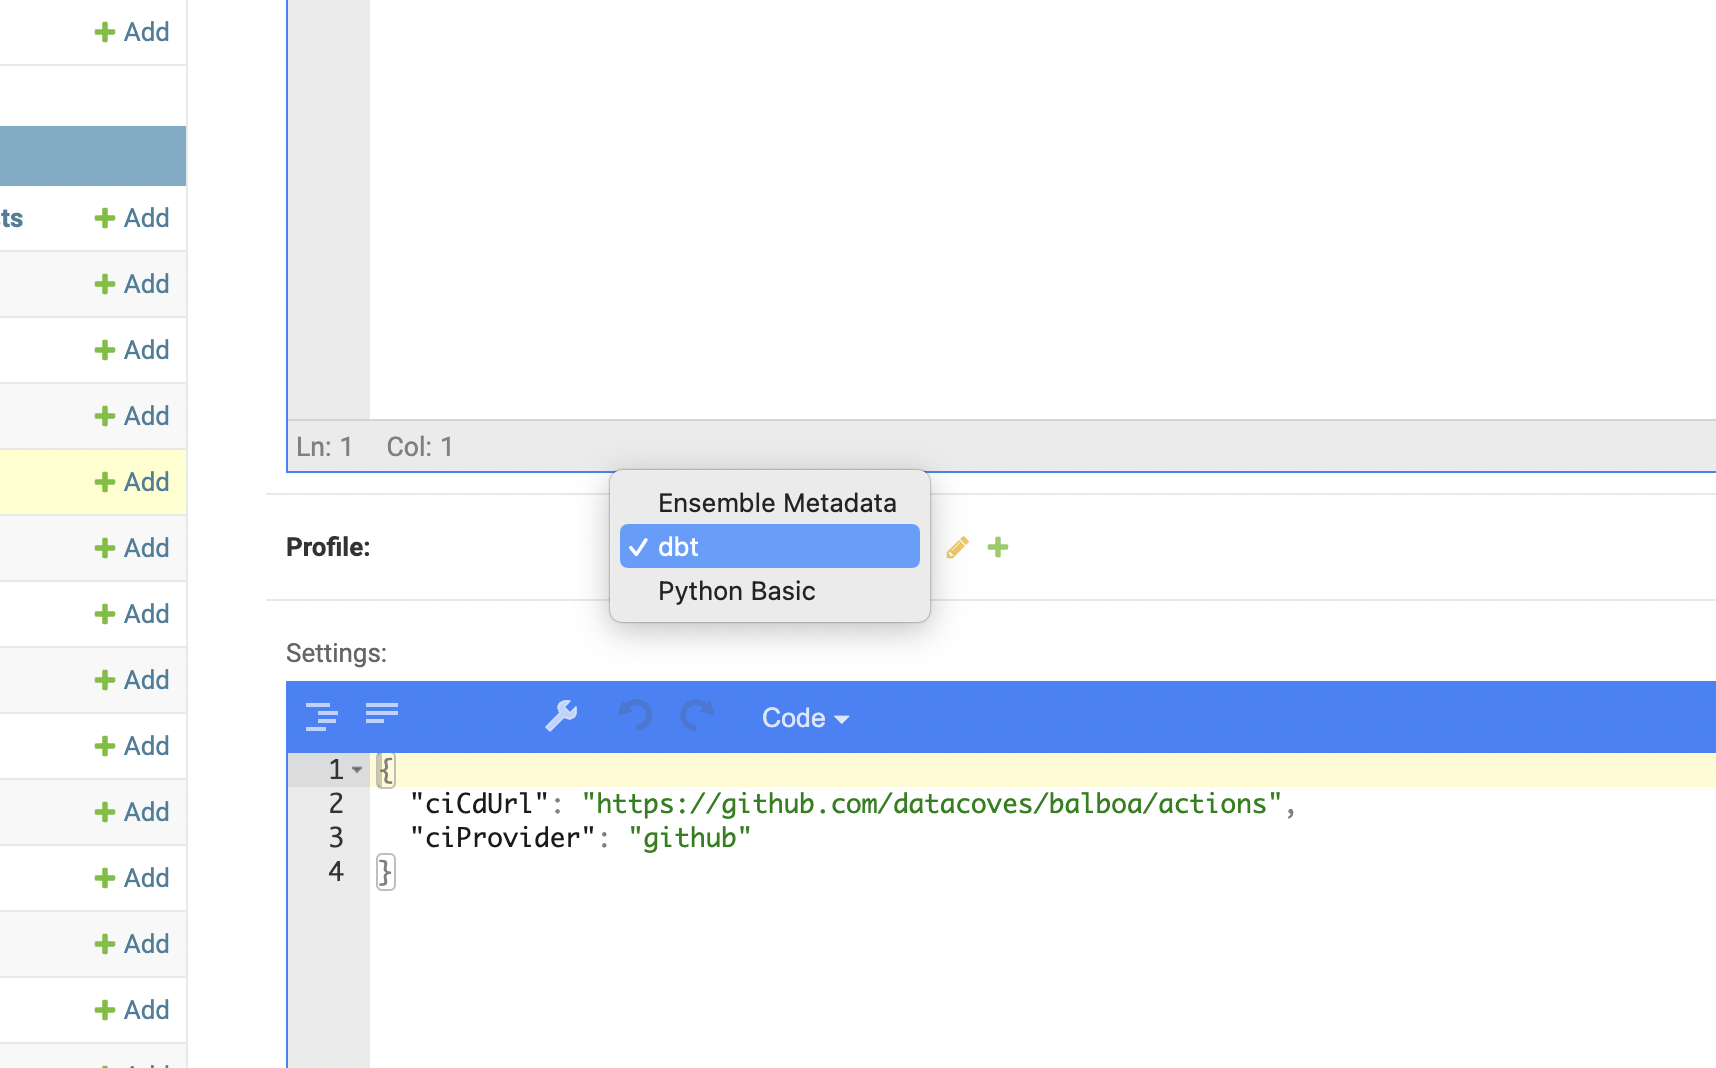 Add
ts
Add
Add
Add
Add
Add
Add
Add
Add
Add
Add
Add
Add
Add
Ln: 1 Col: 1
Profile:
Ensemble Metadata
✓ dbt
Python Basic
Settings:
Code
1 {
2 "ciCdUrl": "https://github.com/datacoves/balboa/actions",
3 "ciProvider": "github"
4 }